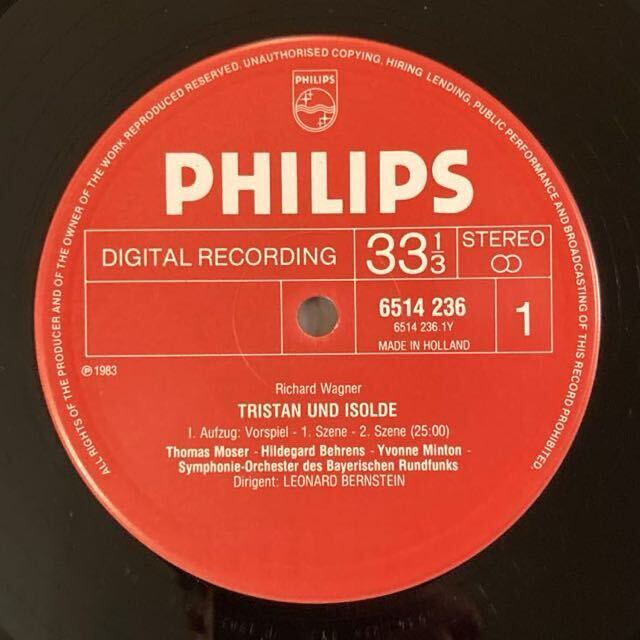 ALL RIGHTS OF THE PRODUCER AND OF THE OWNER OF THE WORK REPRODUCED RESERVED. UNAUTHORISED COPYING, HIRING LENDING, PUBLIC PERFORMANCE AND BROADCASTING OF THIS RECORD PROHIBITED.
PHILIPS
PHILIPS
DIGITAL RECORDING
33 1/3
STEREO
6514 236
6514 236.1Y
MADE IN HOLLAND
1
℗ 1983
Richard Wagner
TRISTAN UND ISOLDE
I. Aufzug: Vorspiel - 1. Szene - 2. Szene (25:00)
Thomas Moser - Hildegard Behrens - Yvonne Minton -
Symphonie-Orchester des Bayerischen Rundfunks
Dirigent: LEONARD BERNSTEIN